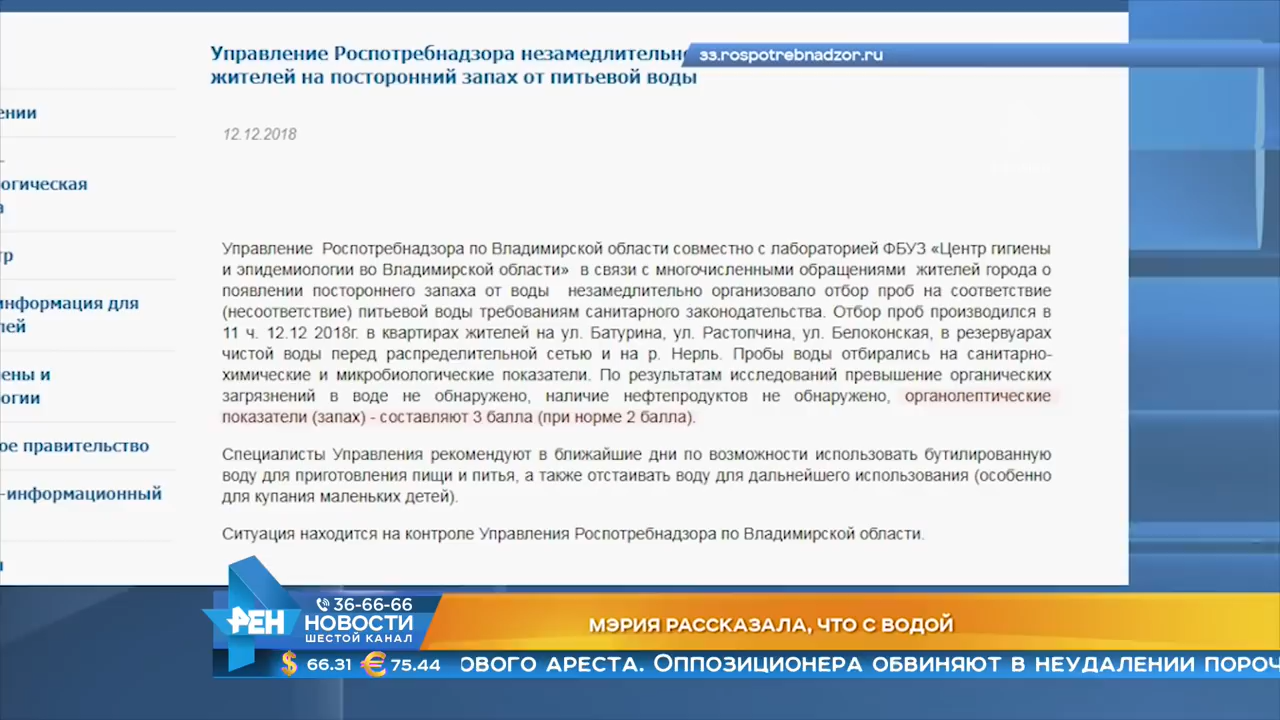 Управление Роспотребнадзора незамедлительн
33.rospotrebnadzor.ru
жителей на посторонний запах от питьевой воды
ении
12.12.2018
-
огическая
а
тр
информация для
лей
ены и
логии
ое правительство
-информационный
и
Управление Роспотребнадзора по Владимирской области совместно с лабораторией ФБУЗ «Центр гигиены
и эпидемиологии во Владимирской области» в связи с многочисленными обращениями жителей города о
появлении постороннего запаха от воды незамедлительно организовало отбор проб на соответствие
(несоответствие) питьевой воды требованиям санитарного законодательства. Отбор проб производился в
11 ч. 12.12 2018г. в квартирах жителей на ул. Батурина, ул. Растопчина, ул. Белоконская, в резервуарах
чистой воды перед распределительной сетью и на р. Нерль. Пробы воды отбирались на санитарно-
химические и микробиологические показатели. По результатам исследований превышение органических
загрязнений в воде не обнаружено, наличие нефтепродуктов не обнаружено, органолептические
показатели (запах) - составляют 3 балла (при норме 2 балла).
Специалисты Управления рекомендуют в ближайшие дни по возможности использовать бутилированную
воду для приготовления пищи и питья, а также отстаивать воду для дальнейшего использования (особенно
для купания маленьких детей).
Ситуация находится на контроле Управления Роспотребнадзора по Владимирской области.
РЕН
36-66-66
НОВОСТИ
ШЕСТОЙ КАНАЛ
МЭРИЯ РАССКАЗАЛА, ЧТО С ВОДОЙ
$ 66.31 € 75.44 ОВОГО АРЕСТА. ОППОЗИЦИОНЕРА ОБВИНЯЮТ В НЕУДАЛЕНИИ ПОРОЧ